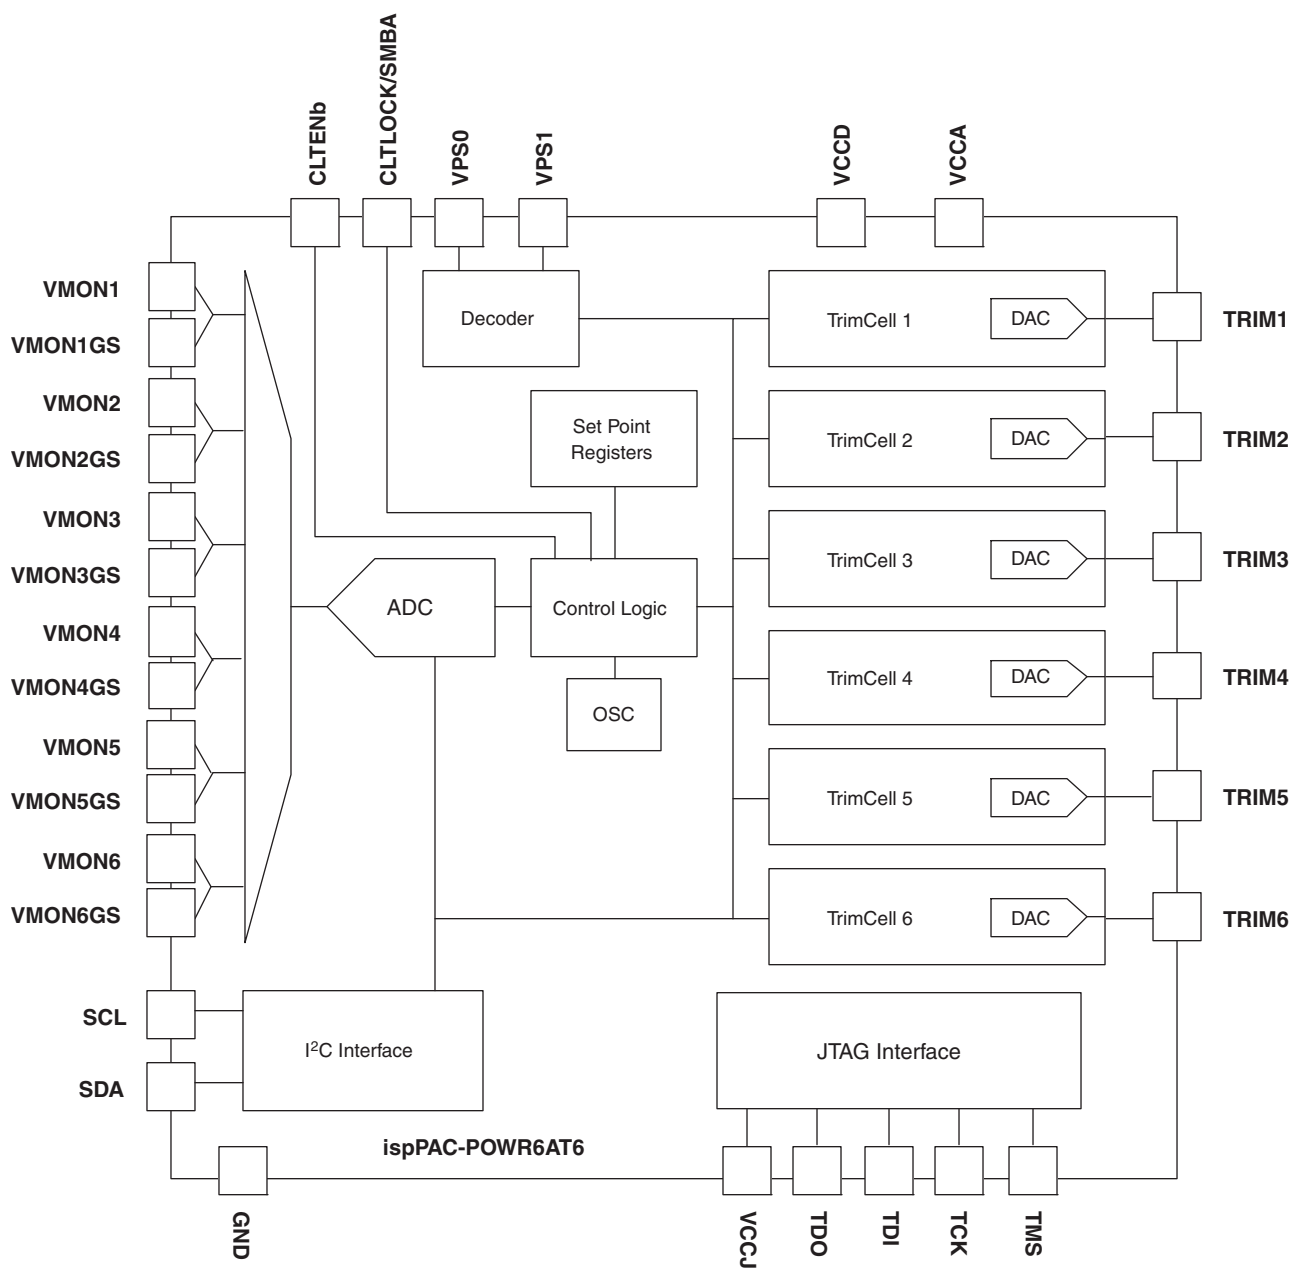 CLTENb
CLTLOCK/SMBA
VPS0
VPS1
VCCD
VCCA
VMON1
VMON1GS
VMON2
VMON2GS
VMON3
VMON3GS
VMON4
VMON4GS
VMON5
VMON5GS
VMON6
VMON6GS
SCL
SDA
Decoder
Set Point
Registers
ADC
Control Logic
OSC
TrimCell 1
DAC
TRIM1
TrimCell 2
DAC
TRIM2
TrimCell 3
DAC
TRIM3
TrimCell 4
DAC
TRIM4
TrimCell 5
DAC
TRIM5
TrimCell 6
DAC
TRIM6
I²C Interface
JTAG Interface
ispPAC-POWR6AT6
GND
VCCJ
TDO
TDI
TCK
TMS